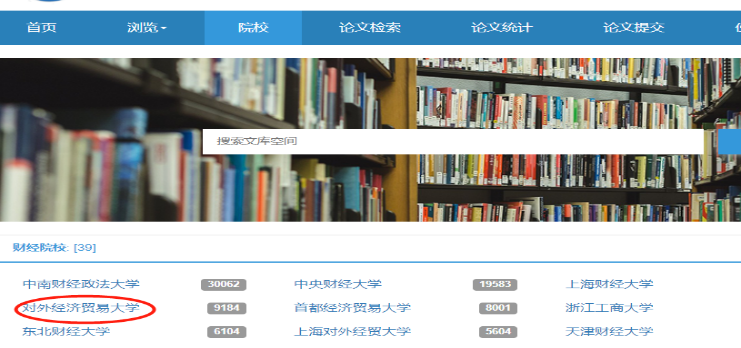 首页 浏览 院校 论文检索 论文统计 论文提交
搜索文库空间
财经院校: [39]
中南财经政法大学 30062 中央财经大学 19583 上海财经大学
对外经济贸易大学 9184 首都经济贸易大学 8001 浙江工商大学
东北财经大学 6104 上海对外经贸大学 5604 天津财经大学